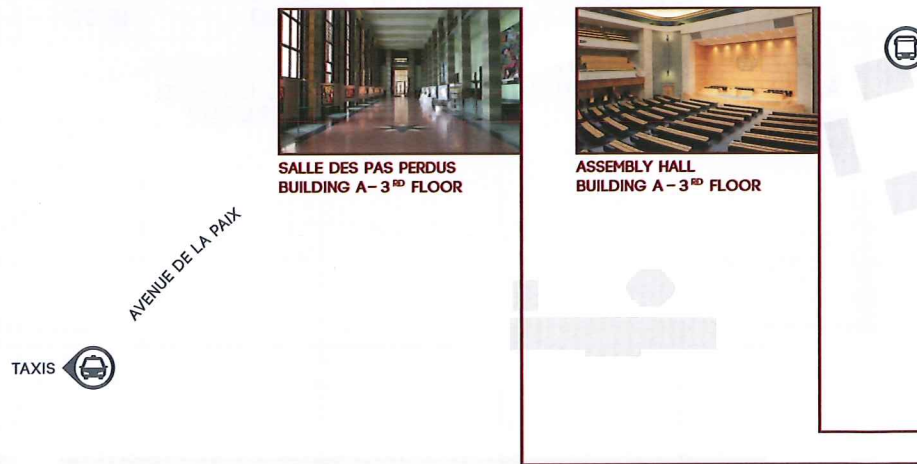 SALLE DES PAS PERDUS
BUILDING A – 3RD FLOOR
ASSEMBLY HALL
BUILDING A – 3RD FLOOR
AVENUE DE LA PAIX
TAXIS